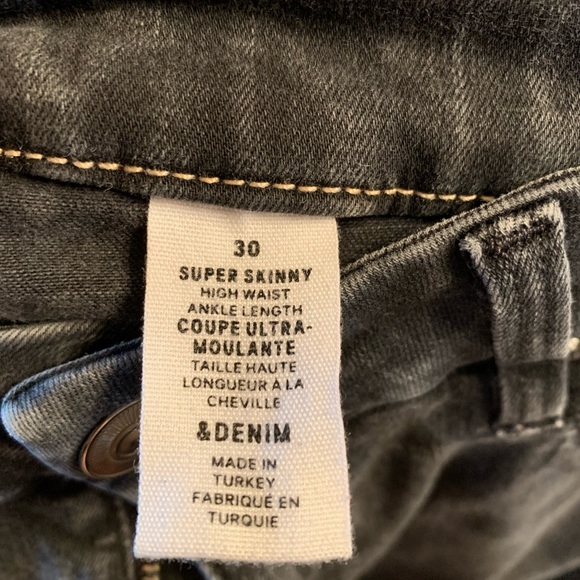 30
SUPER SKINNY
HIGH WAIST
ANKLE LENGTH
COUPE ULTRA-
MOULANTE
TAILLE HAUTE
LONGUEUR À LA
CHEVILLE
&DENIM
MADE IN
TURKEY
FABRIQUÉ EN
TURQUIE